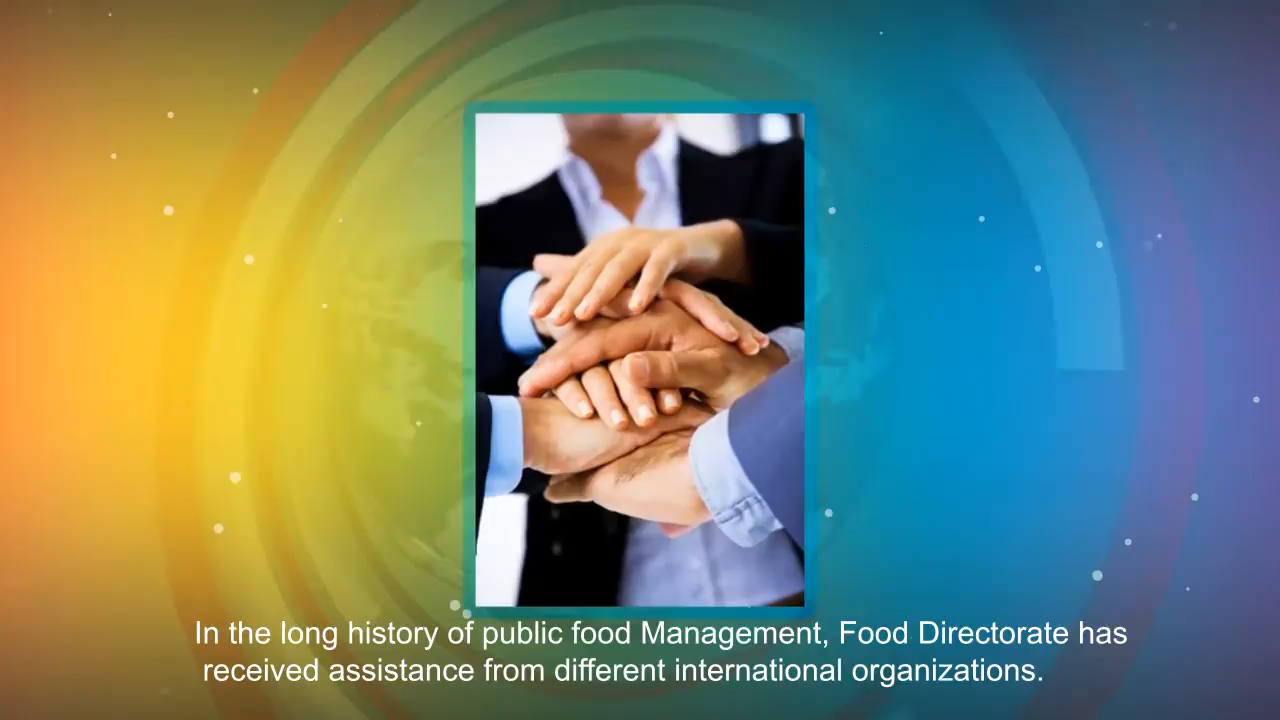 In the long history of public food Management, Food Directorate has
received assistance from different international organizations.